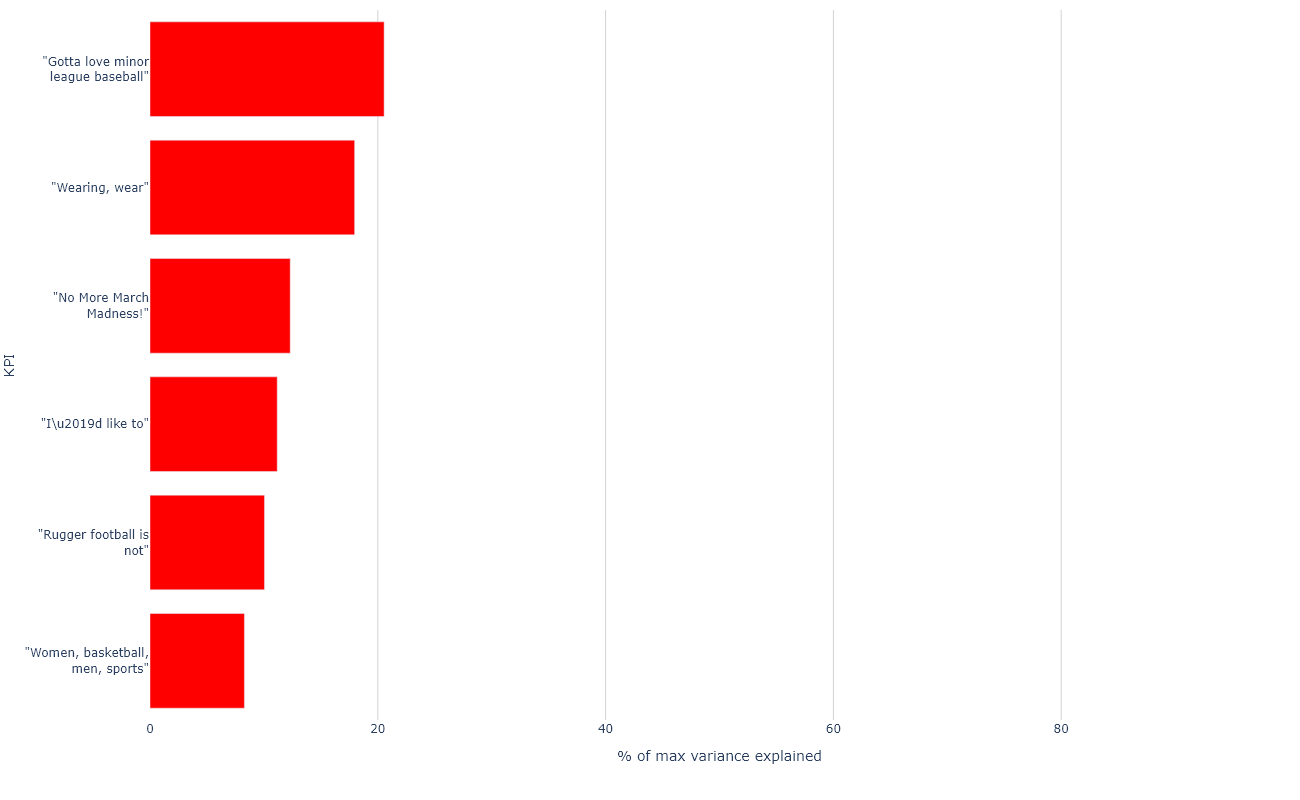 "Gotta love minor
league baseball"
"Wearing, wear"
"No More March
Madness!"
KPI
"I\u2019d like to"
"Rugger football is
not"
"Women, basketball,
men, sports"
0
20
40
60
80
% of max variance explained